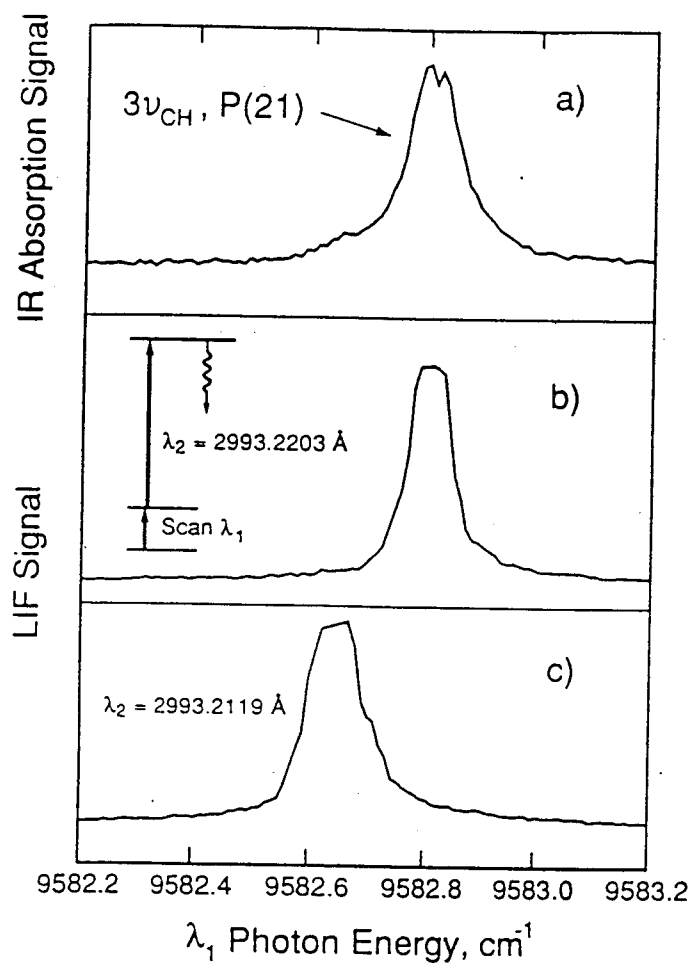 IR Absorption Signal
3νCH, P(21)
a)
LIF Signal
b)
λ2 = 2993.2203 Å
Scan λ1
c)
λ2 = 2993.2119 Å
9582.2 9582.4 9582.6 9582.8 9583.0 9583.2
λ1 Photon Energy, cm-1